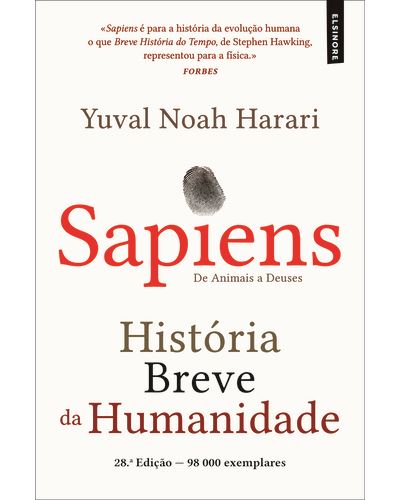 «Sapiens é para a história da evolução humana
o que Breve História do Tempo, de Stephen Hawking,
representou para a física.»
FORBES
ELSINORE
Yuval Noah Harari
Sapiens
De Animais a Deuses
História
Breve
da Humanidade
28.ª Edição — 98 000 exemplares